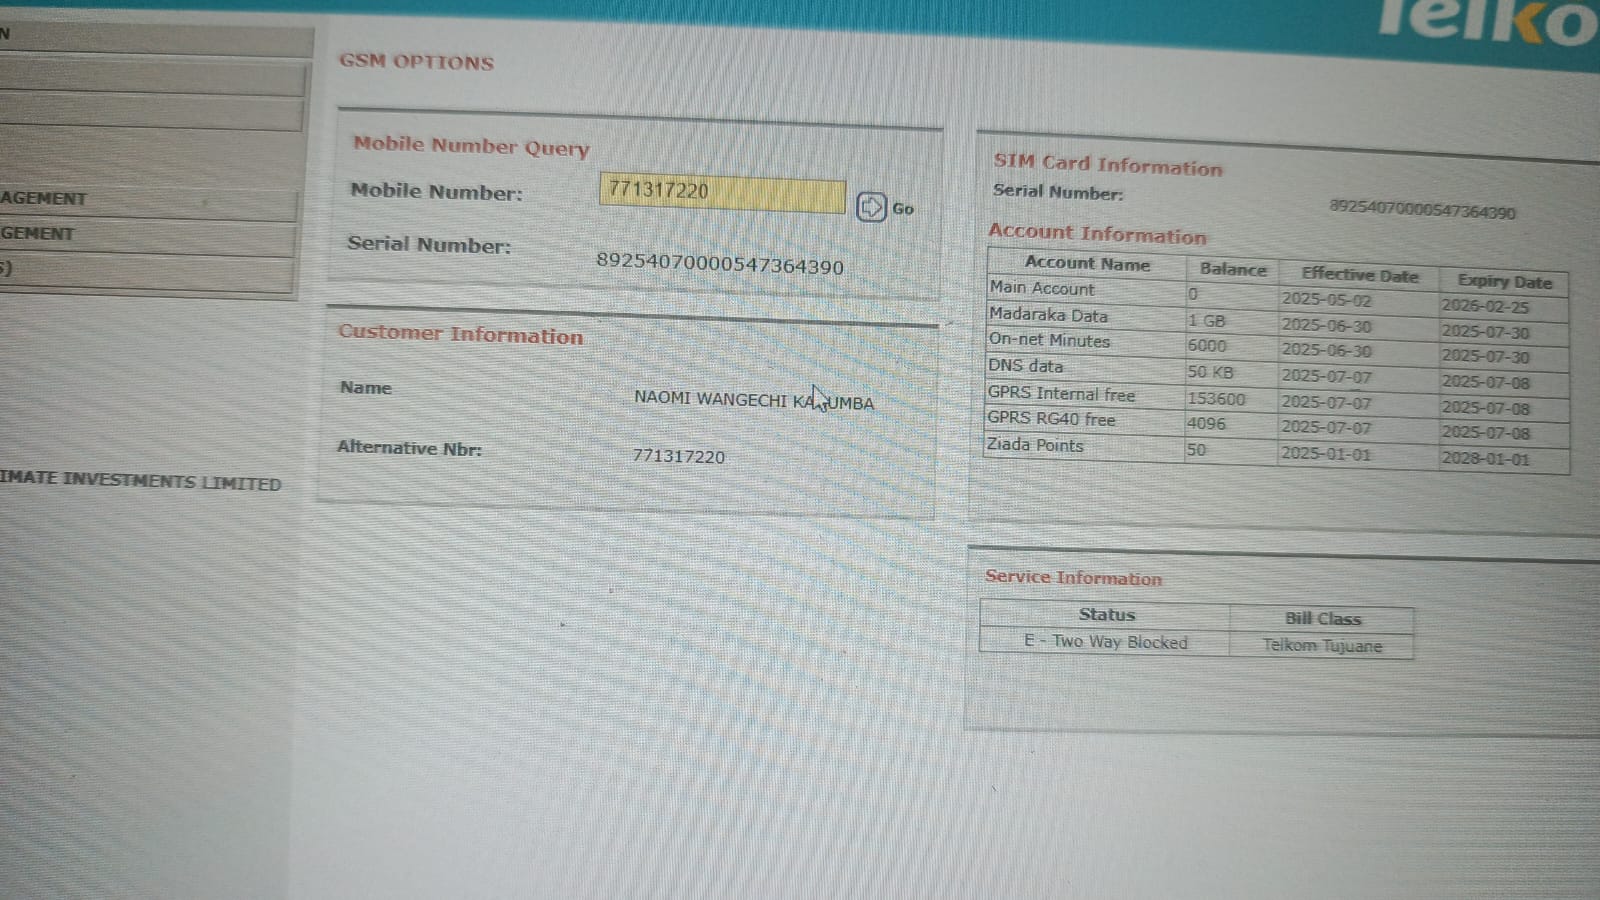 Telko
N
GSM OPTIONS
Mobile Number Query
Mobile Number: 771317220 Go
Serial Number: 89254070000547364390
AGEMENT
GEMENT
S)
Customer Information
Name NAOMI WANGECHI
Alternative Nbr: 771317220
IMATE INVESTMENTS LIMITED
SIM Card Information
Serial Number: 89254070000547364390
Account Information
Account Name Balance Effective Date Expiry Date
Main Account 0 2025-05-02 2026-02-25
Madaraka Data 1 GB 2025-06-30 2025-07-30
On-net Minutes 6000 2025-06-30 2025-07-30
DNS data 50 KB 2025-07-07 2025-07-08
GPRS Internal free 153600 2025-07-07 2025-07-08
GPRS RG40 free 4096 2025-07-07 2025-07-08
Ziada Points 50 2025-01-01 2028-01-01
Service Information
Status Bill Class
E - Two Way Blocked Telkom Tujuane